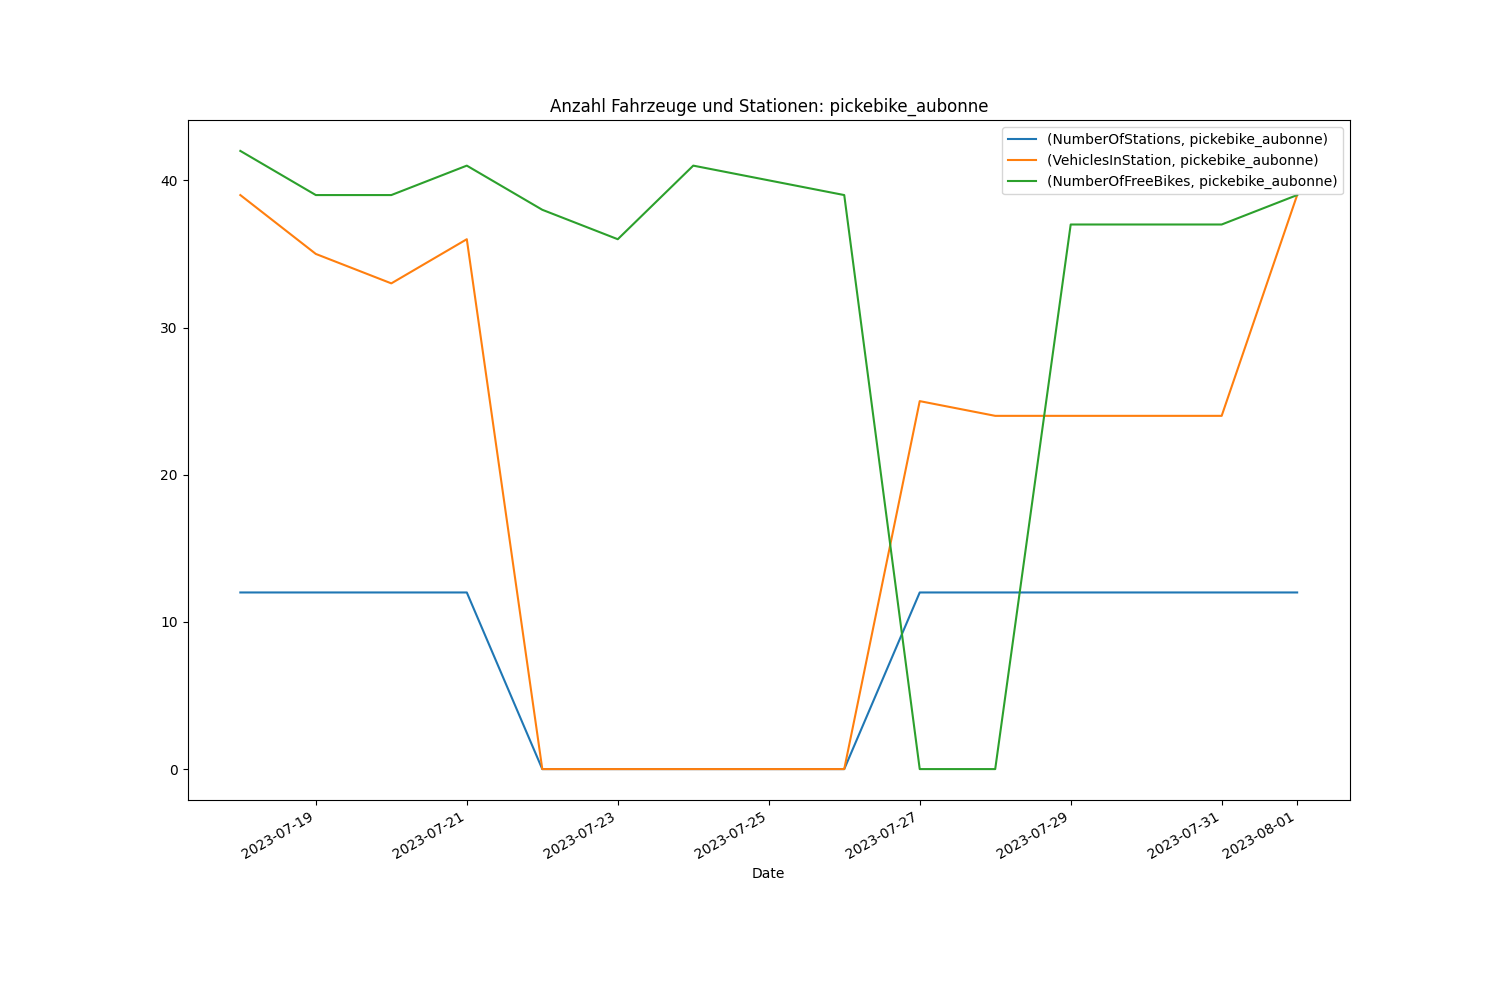 Anzahl Fahrzeuge und Stationen: pickebike_aubonne
(NumberOfStations, pickebike_aubonne)
(VehiclesInStation, pickebike_aubonne)
(NumberOfFreeBikes, pickebike_aubonne)
40
30
20
10
0
2023-07-19
2023-07-21
2023-07-23
2023-07-25
2023-07-27
2023-07-29
2023-07-31
2023-08-01
Date